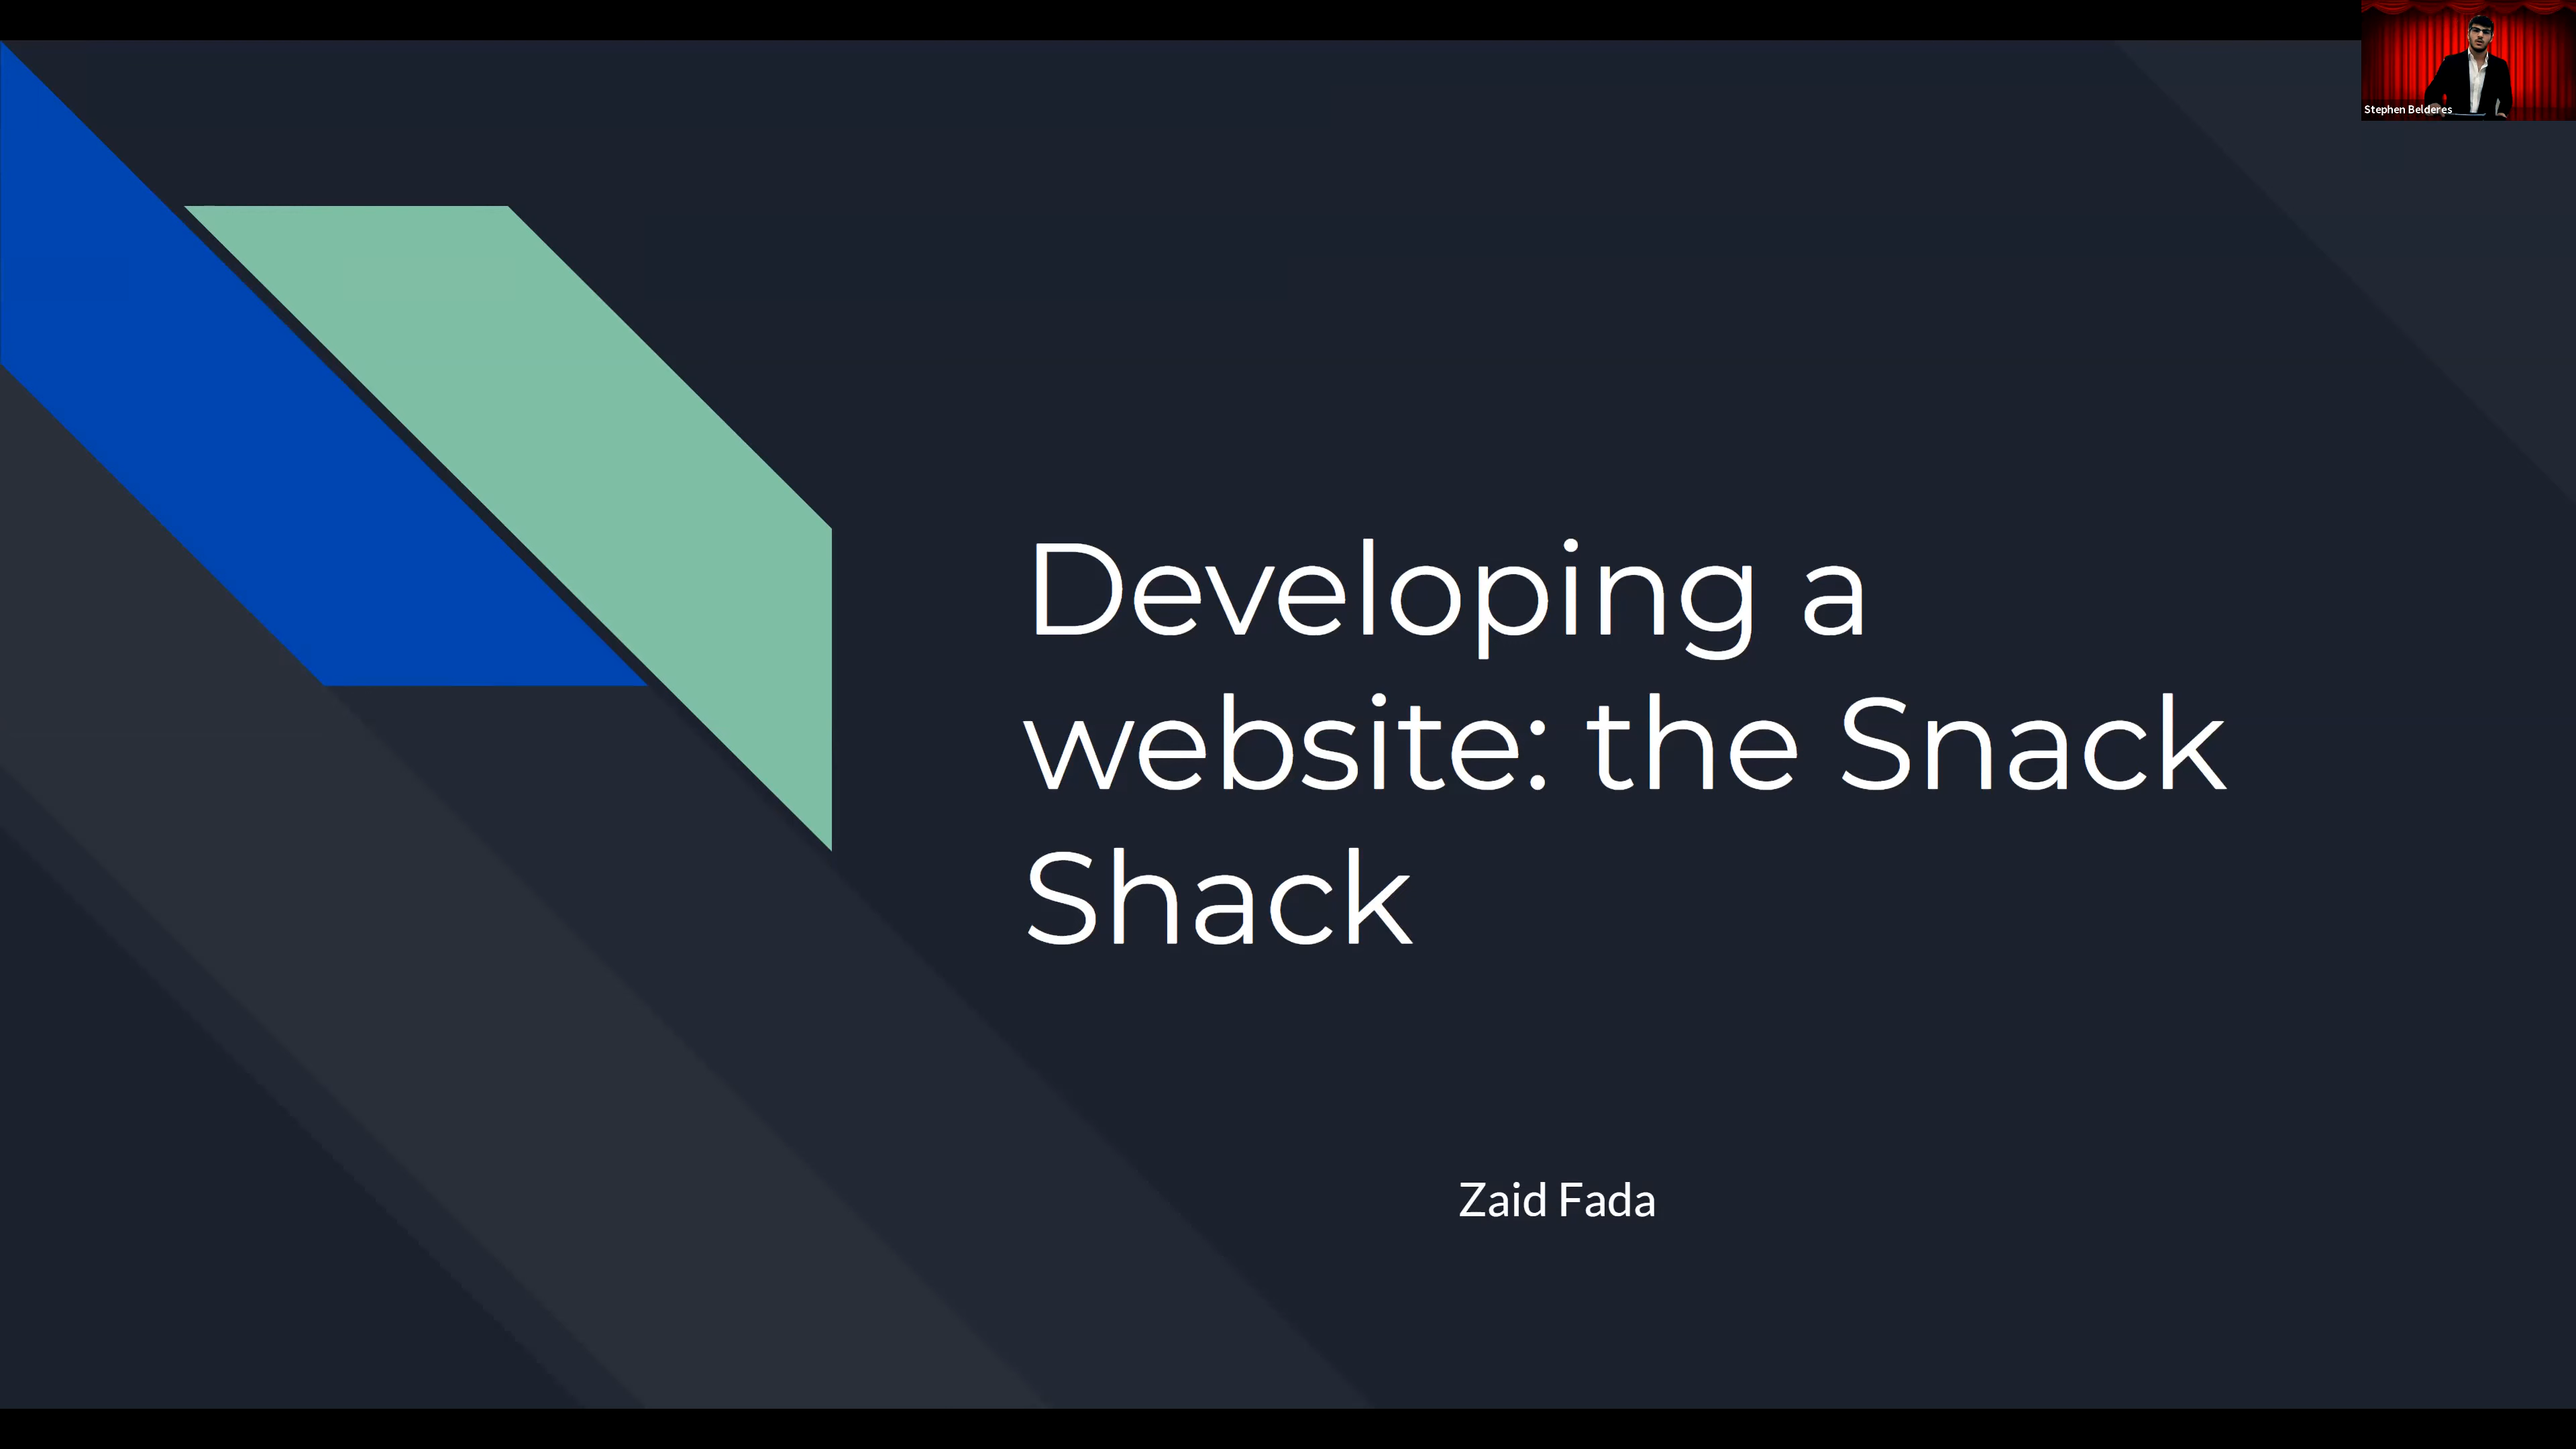 Stephen Belderes
Developing a
website: the Snack
Shack
Zaid Fada